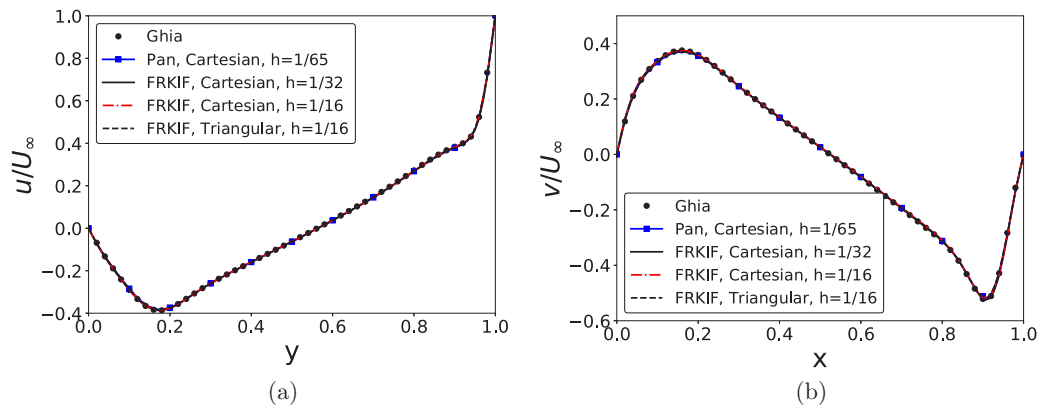 1.0
0.8
0.6
0.4
0.2
0.0
−0.2
−0.4
u/U∞
Ghia
Pan, Cartesian, h=1/65
FRKIF, Cartesian, h=1/32
FRKIF, Cartesian, h=1/16
FRKIF, Triangular, h=1/16
0.0 0.2 0.4 0.6 0.8 1.0
y
(a)
0.4
0.2
0.0
−0.2
−0.4
−0.6
v/U∞
Ghia
Pan, Cartesian, h=1/65
FRKIF, Cartesian, h=1/32
FRKIF, Cartesian, h=1/16
FRKIF, Triangular, h=1/16
0.0 0.2 0.4 0.6 0.8 1.0
x
(b)